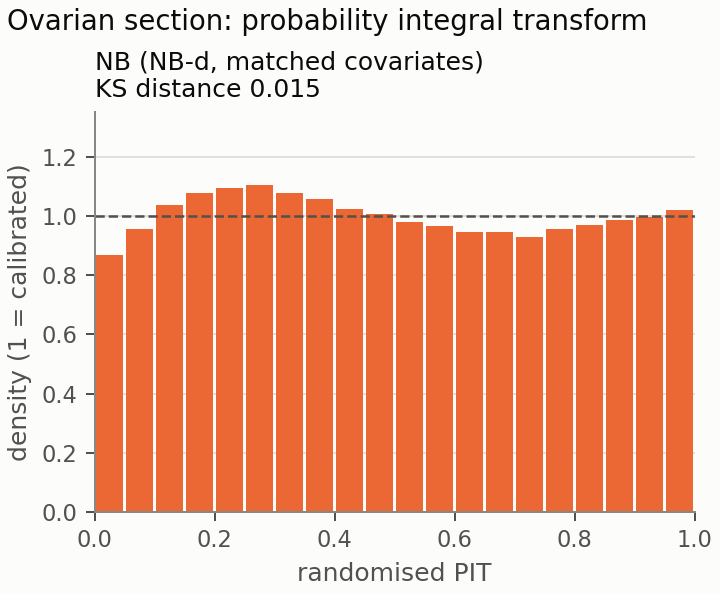 Ovarian section: probability integral transform
NB (NB-d, matched covariates)
KS distance 0.015
density (1 = calibrated)
1.2
1.0
0.8
0.6
0.4
0.2
0.0
0.0 0.2 0.4 0.6 0.8 1.0
randomised PIT